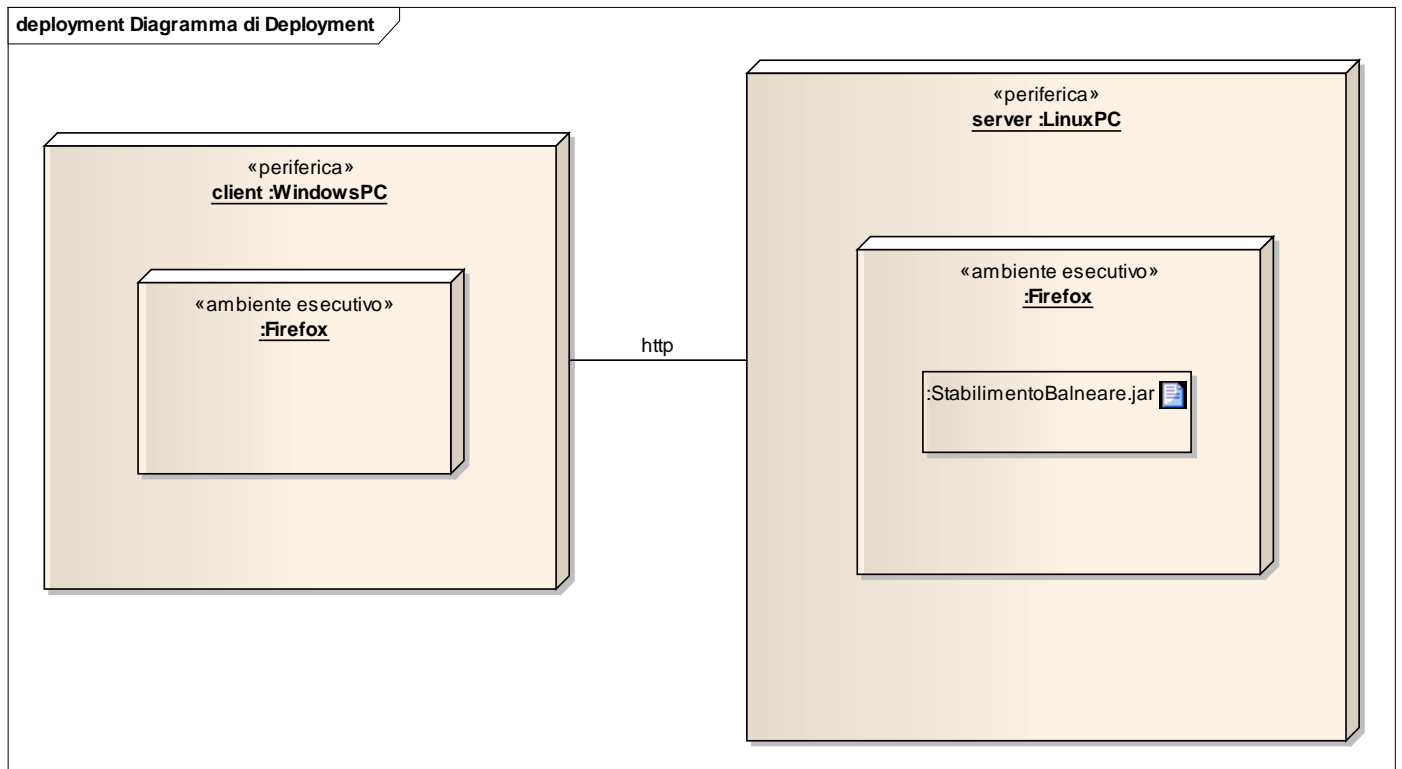 deployment Diagramma di Deployment
«periferica»
client :WindowsPC
«ambiente esecutivo»
:Firefox
http
«periferica»
server :LinuxPC
«ambiente esecutivo»
:Firefox
:StabilimentoBalneare.jar